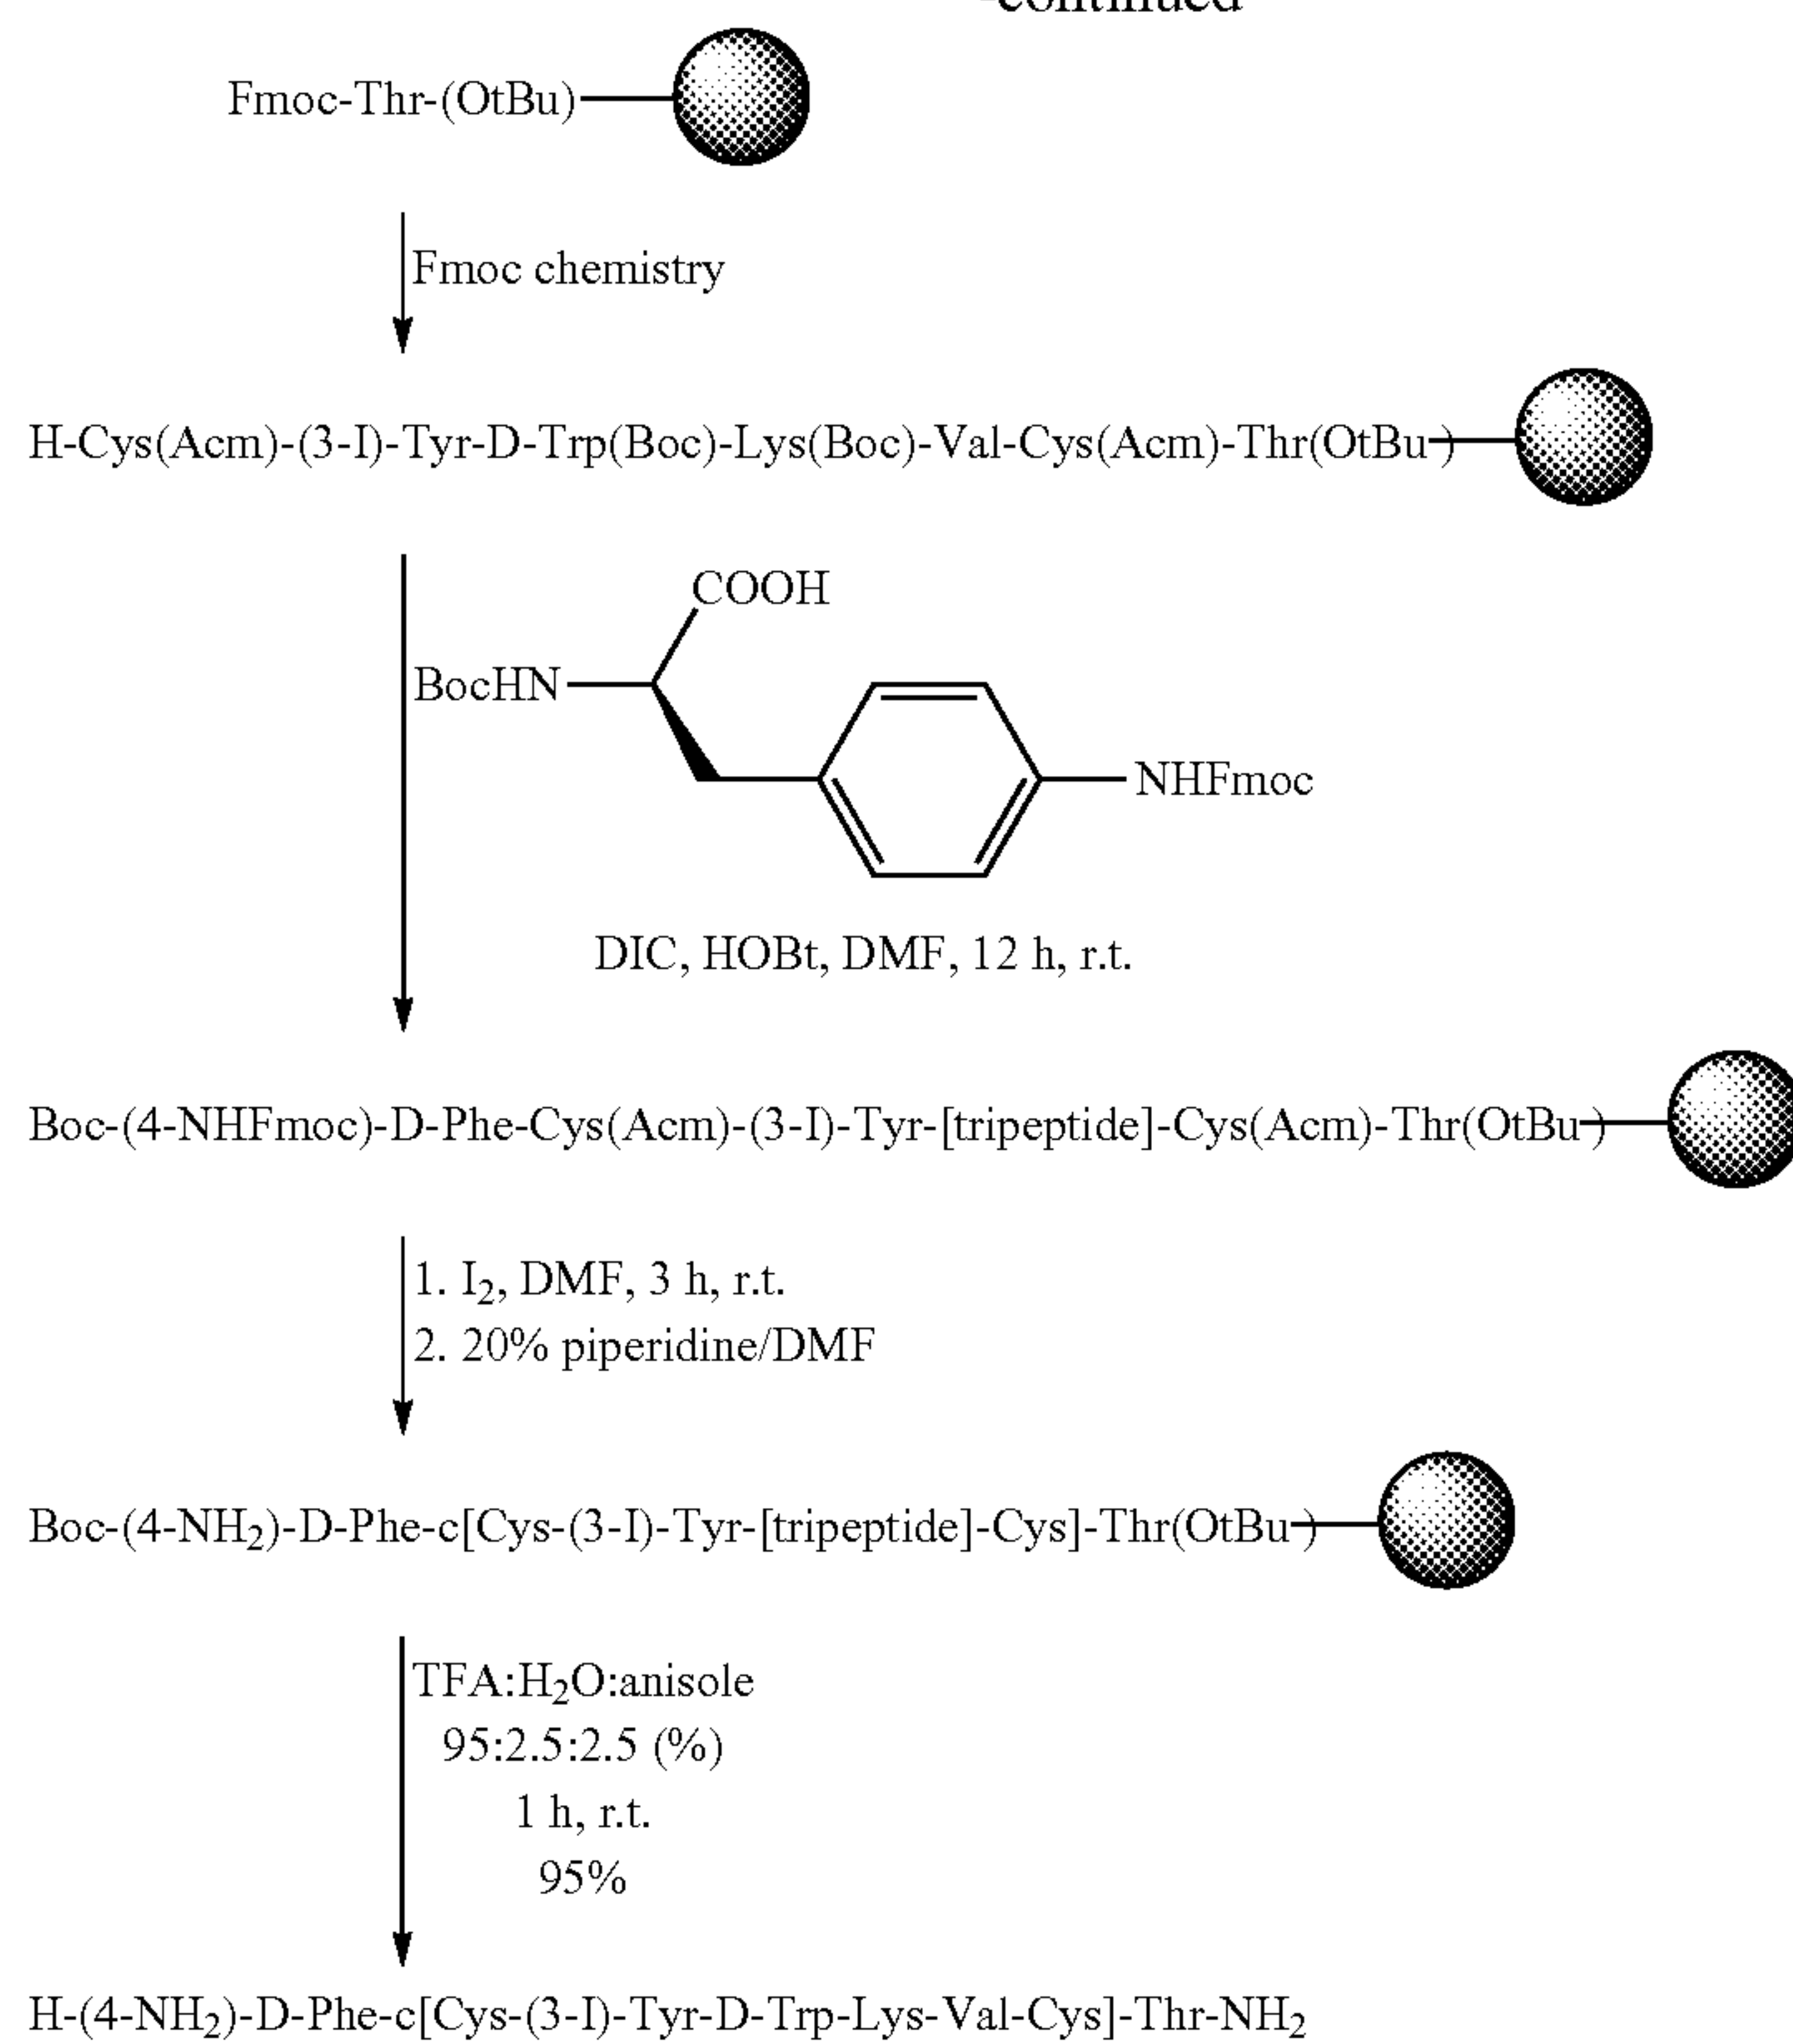 -continued
Fmoc-Thr-(OtBu)
Fmoc chemistry
H-Cys(Acm)-(3-I)-Tyr-D-Trp(Boc)-Lys(Boc)-Val-Cys(Acm)-Thr(OtBu)
COOH
BocHN
NHFmoc
DIC, HOBt, DMF, 12 h, r.t.
Boc-(4-NHFmoc)-D-Phe-Cys(Acm)-(3-I)-Tyr-[tripeptide]-Cys(Acm)-Thr(OtBu)
1. I₂, DMF, 3 h, r.t.
2. 20% piperidine/DMF
Boc-(4-NH₂)-D-Phe-c[Cys-(3-I)-Tyr-[tripeptide]-Cys]-Thr(OtBu)
TFA:H₂O:anisole
95:2.5:2.5 (%)
1 h, r.t.
95%
H-(4-NH₂)-D-Phe-c[Cys-(3-I)-Tyr-D-Trp-Lys-Val-Cys]-Thr-NH₂